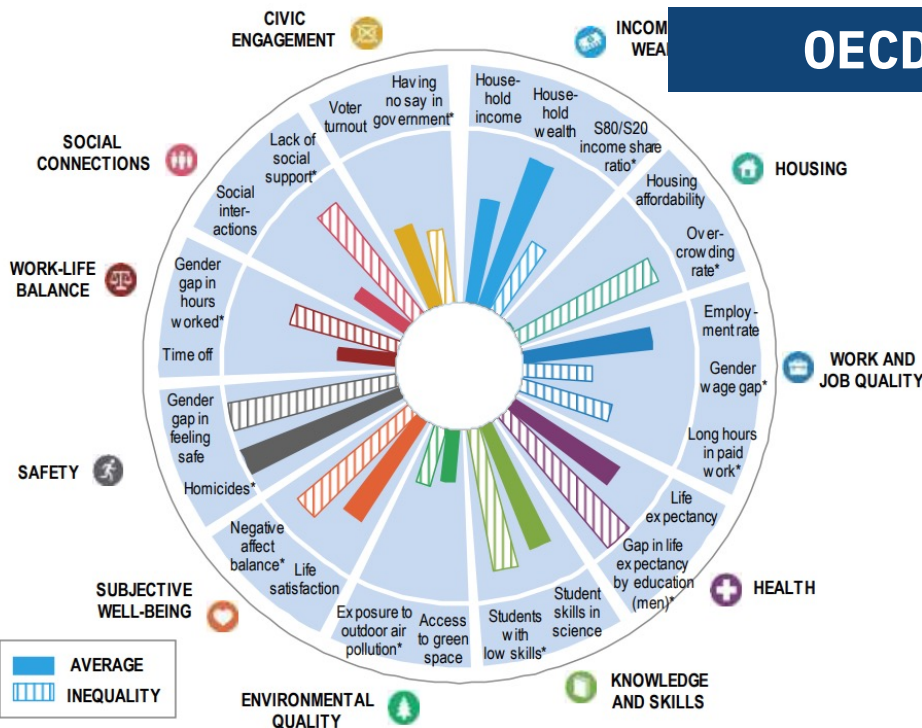 CIVIC
ENGAGEMENT
INCOM
WEA
OECD
SOCIAL
CONNECTIONS
HOUSING
WORK-LIFE
BALANCE
WORK AND
JOB QUALITY
SAFETY
HEALTH
SUBJECTIVE
WELL-BEING
KNOWLEDGE
AND SKILLS
ENVIRONMENTAL
QUALITY
House-
hold
income
House-
hold
wealth
S80/S20
income share
ratio*
Housing
affordability
Over-
crowding
rate*
Employ-
ment rate
Gender
wage gap*
Long hours
in paid
work*
Life
expectancy
Gap in life
expectancy
by education
(men)*
Student
skills in
science
Students
with
low skills*
Access
to green
space
Exposure to
outdoor air
pollution*
Life
satisfaction
Negative
affect
balance*
Homicides*
Gender
gap in
feeling
safe
Time off
Gender
gap in
hours
worked*
Social
inter-
actions
Lack of
social
support*
Voter
turnout
Having
no say in
government*
AVERAGE
INEQUALITY